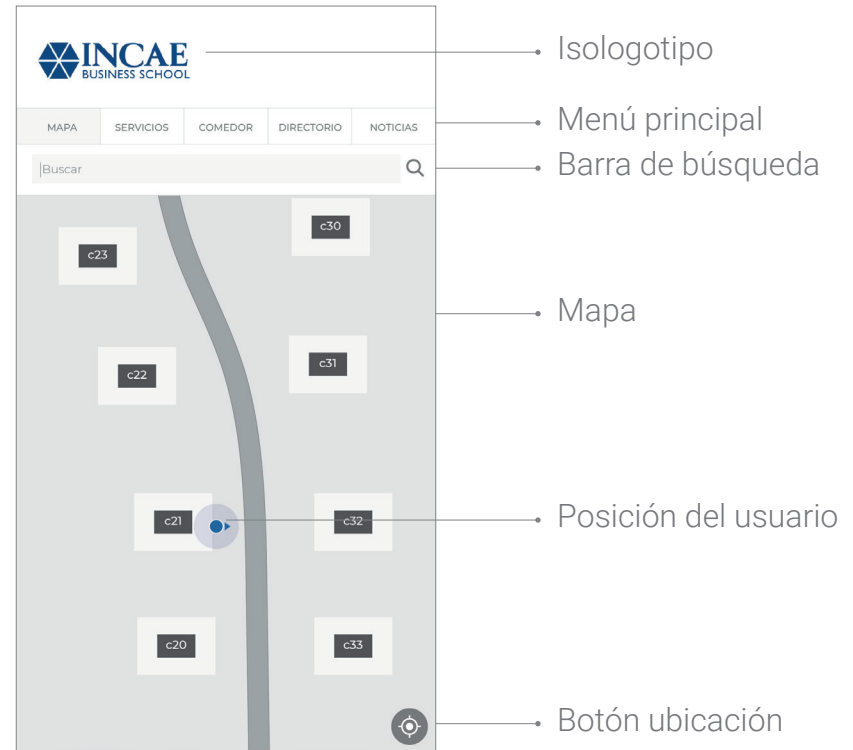 INCAE
BUSINESS SCHOOL
Isologotipo
MAPA SERVICIOS COMEDOR DIRECTORIO NOTICIAS
Menú principal
Buscar
Barra de búsqueda
c30
c23
Mapa
c31
c22
c21
c32
Posición del usuario
c20
c33
Botón ubicación